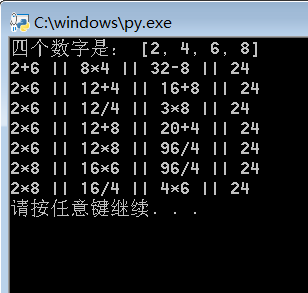 C:\windows\py.exe
四个数字是： [2, 4, 6, 8]
2+6 || 8×4 || 32-8 || 24
2×6 || 12+4 || 16+8 || 24
2×6 || 12/4 || 3×8 || 24
2×6 || 12+8 || 20+4 || 24
2×6 || 12×8 || 96/4 || 24
2×8 || 16×6 || 96/4 || 24
2×8 || 16/4 || 4×6 || 24
请按任意键继续. . .